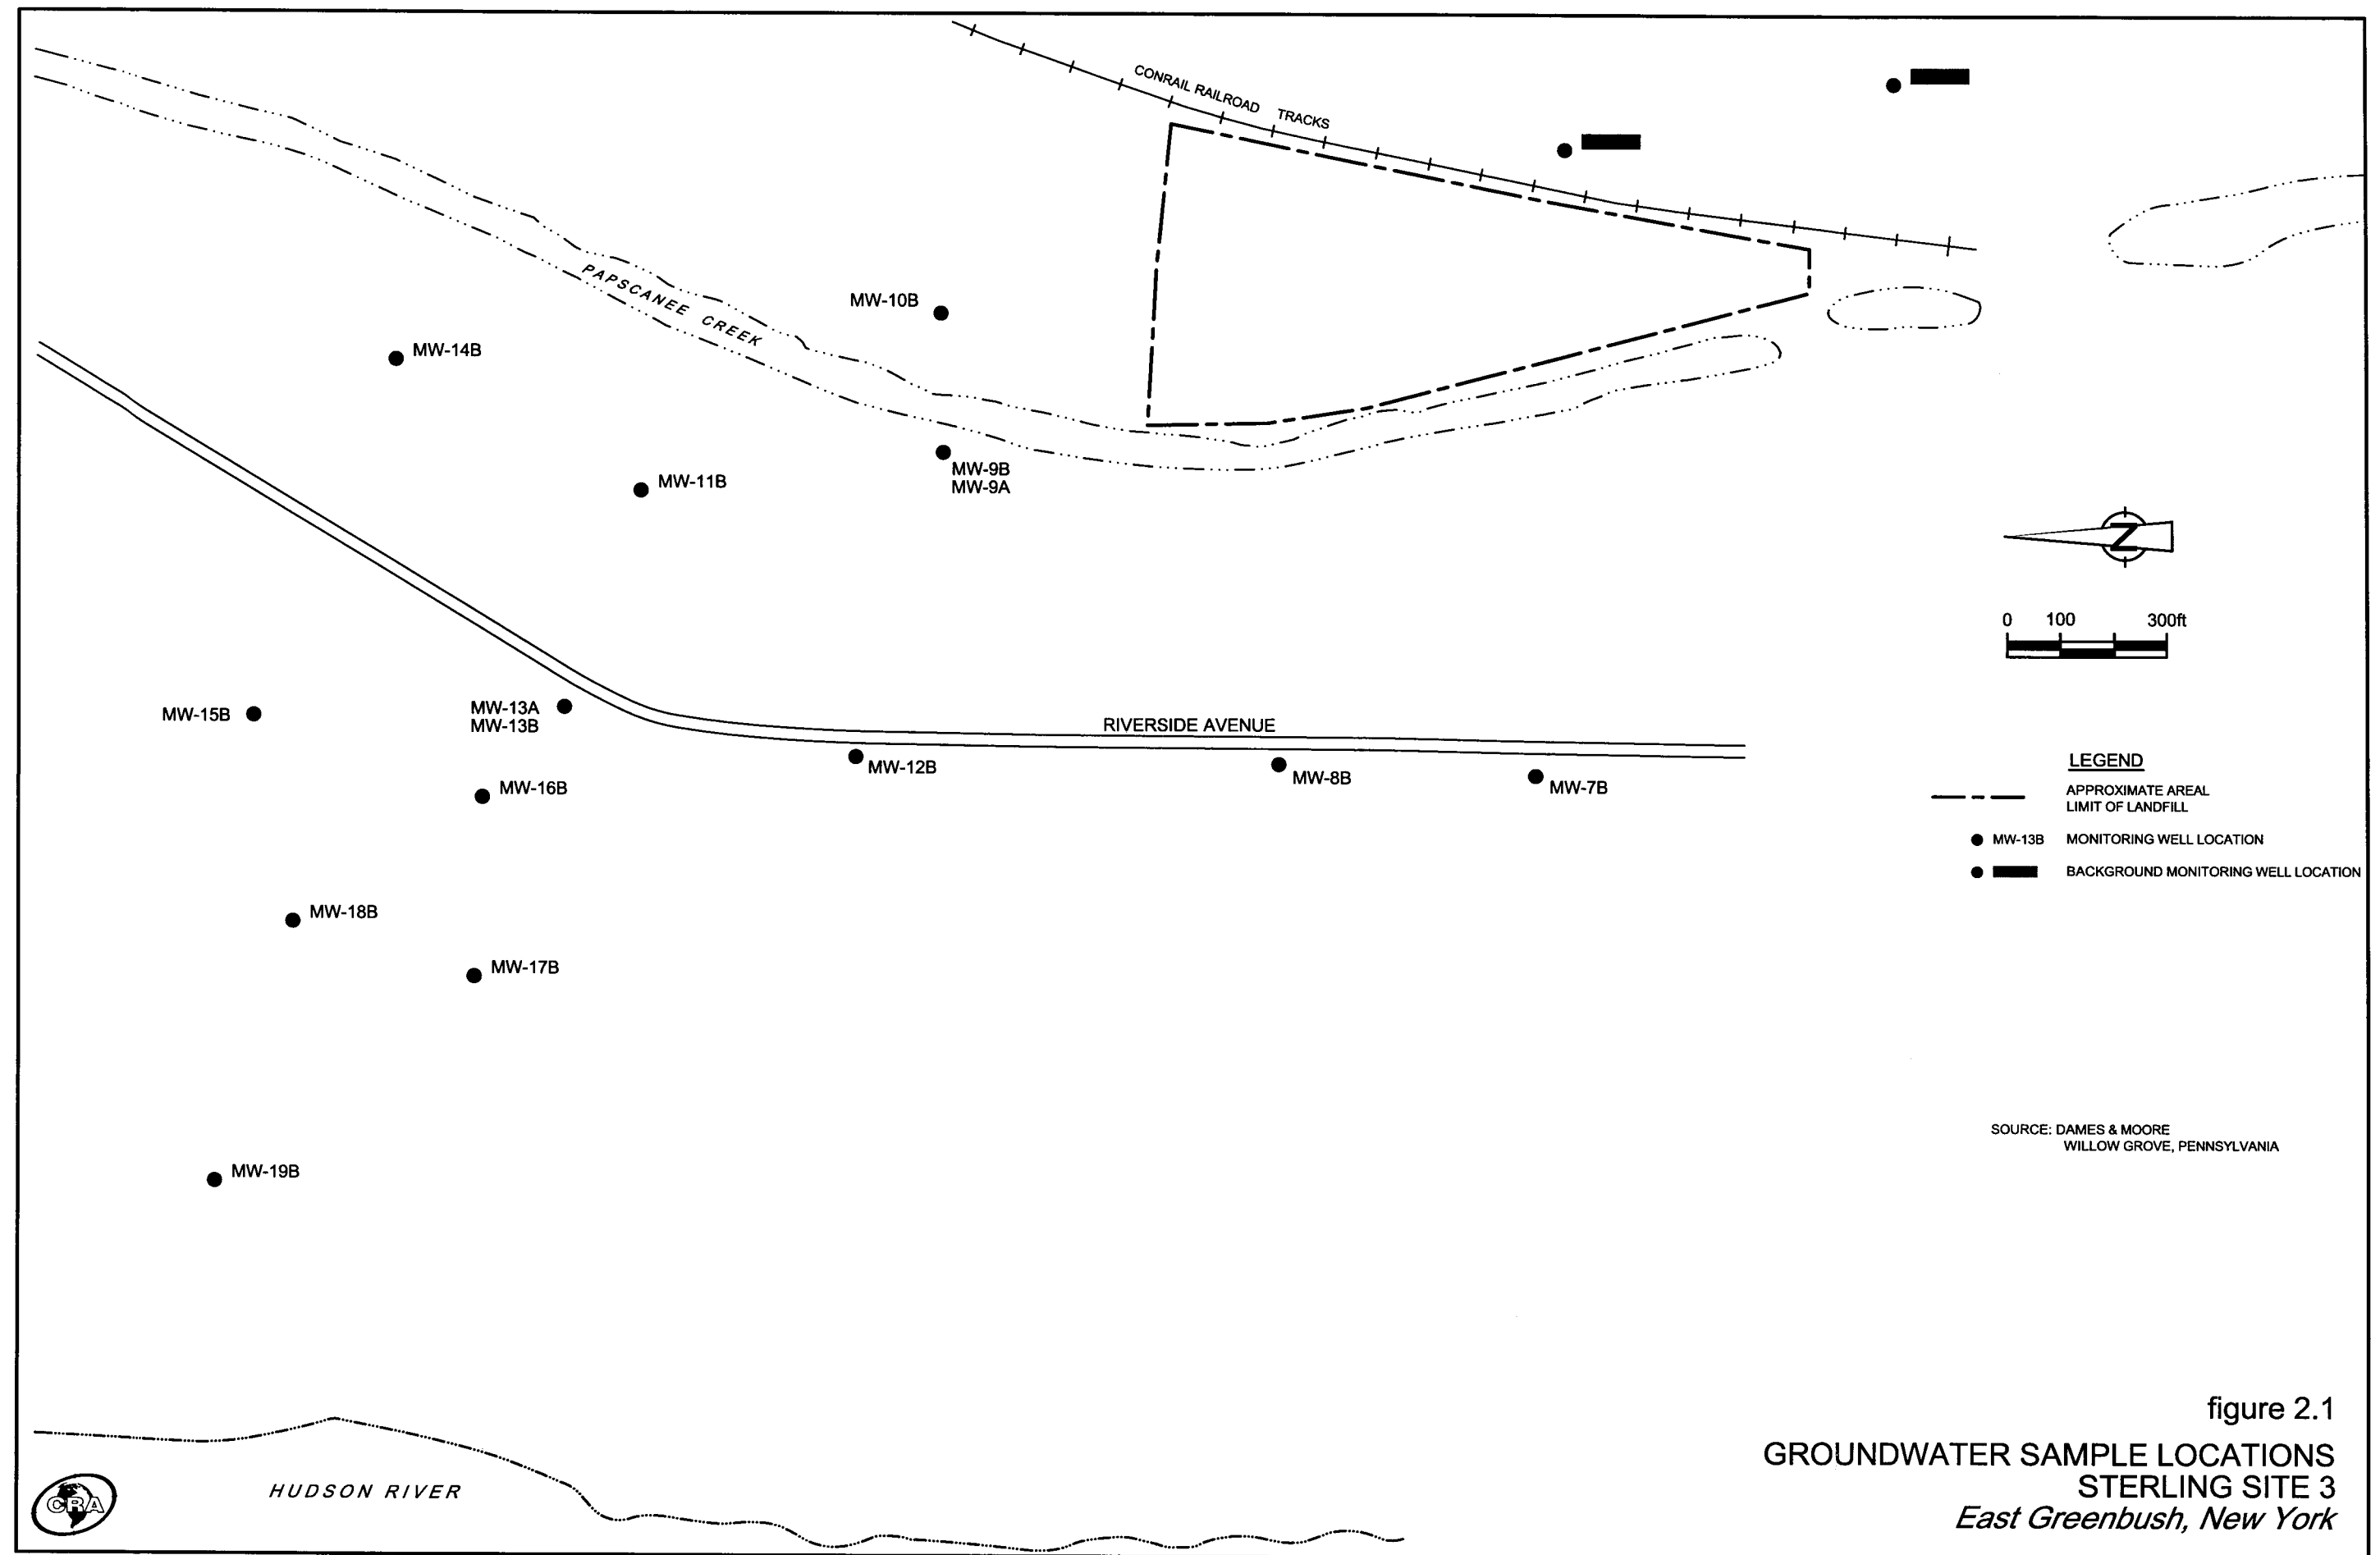 CONRAIL RAILROAD TRACKS
PAPSCANEE CREEK
MW-10B
MW-14B
MW-9B
MW-9A
MW-11B
N
0 100 300ft
MW-15B
MW-13A
MW-13B
RIVERSIDE AVENUE
MW-12B
MW-8B
MW-7B
MW-16B
LEGEND
APPROXIMATE AREAL
LIMIT OF LANDFILL
MW-13B MONITORING WELL LOCATION
BACKGROUND MONITORING WELL LOCATION
MW-18B
MW-17B
SOURCE: DAMES & MOORE
WILLOW GROVE, PENNSYLVANIA
MW-19B
HUDSON RIVER
CRA
figure 2.1
GROUNDWATER SAMPLE LOCATIONS
STERLING SITE 3
East Greenbush, New York